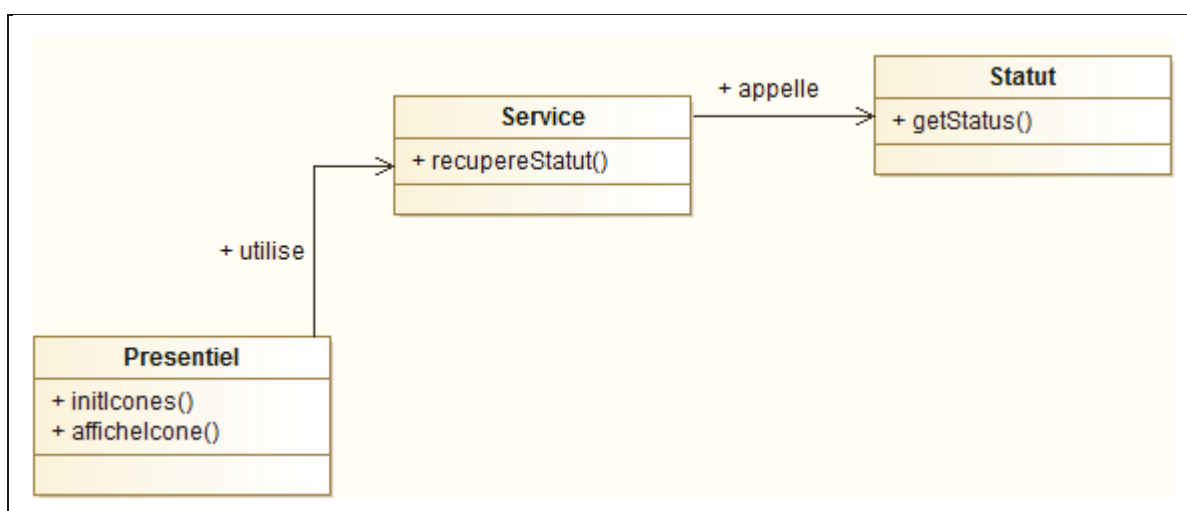 Statut
+ appelle
+ getStatus()
Service
+ recupereStatut()
+ utilise
Presentiel
+ initIcones()
+ afficheIcone()